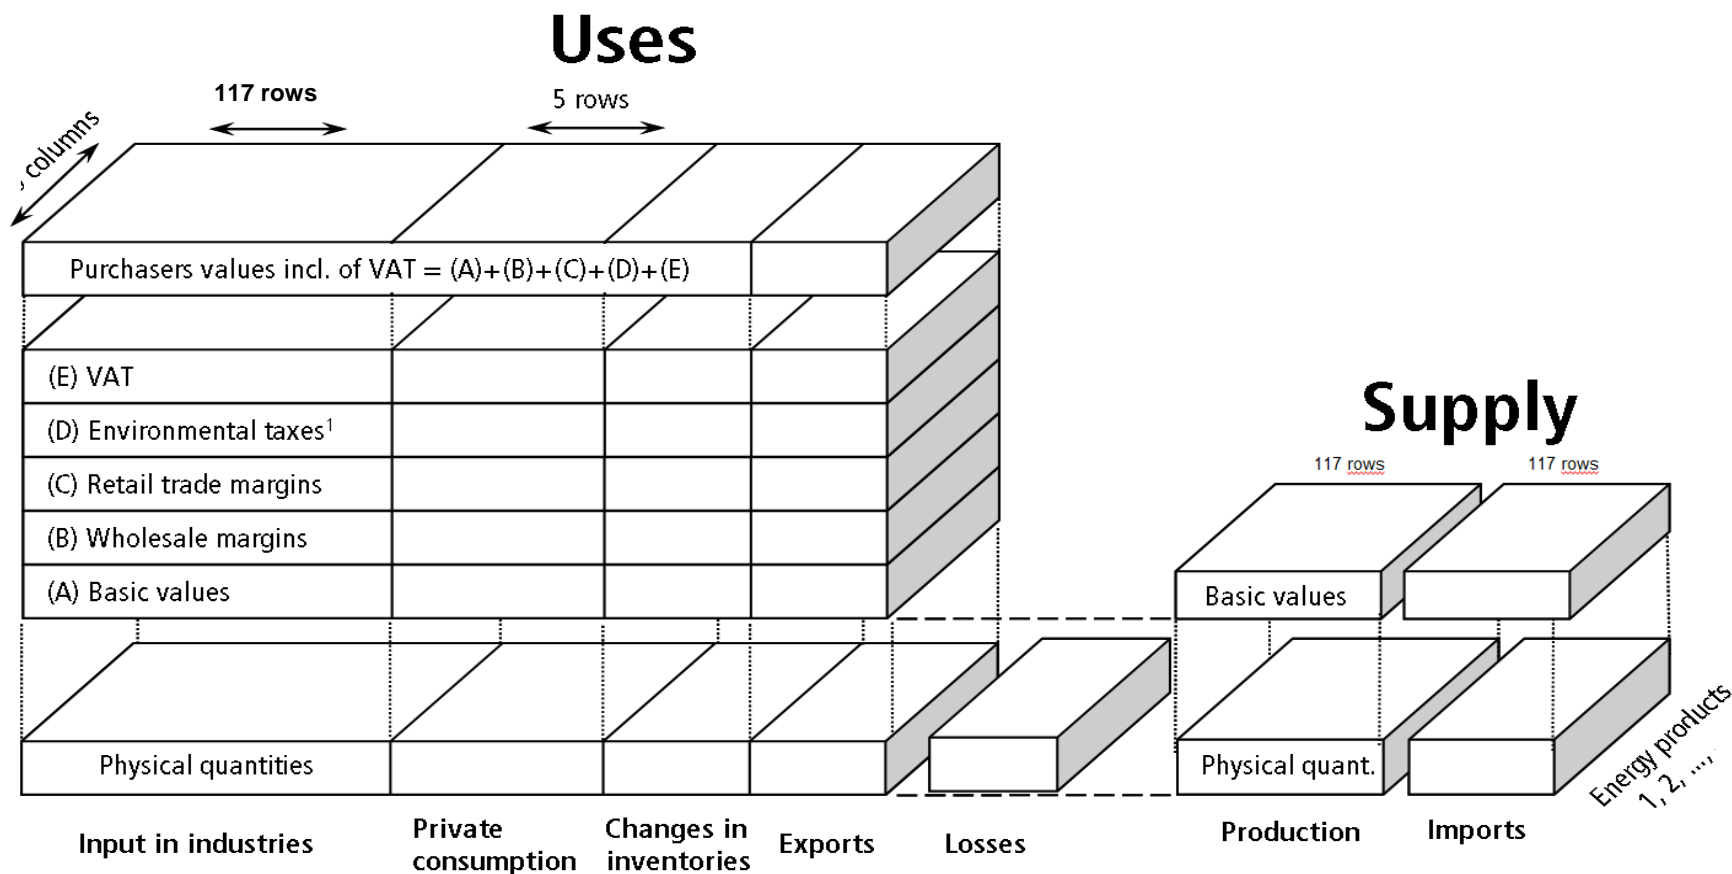 Uses
117 rows
5 rows
columns
Purchasers values incl. of VAT = (A)+(B)+(C)+(D)+(E)
(E) VAT
(D) Environmental taxes¹
(C) Retail trade margins
(B) Wholesale margins
(A) Basic values
Physical quantities
Input in industries
Private
consumption
Changes in
inventories
Exports
Losses
Supply
117 rows
117 rows
Basic values
Physical quant.
Production
Imports
Energy products
1, 2, ...,